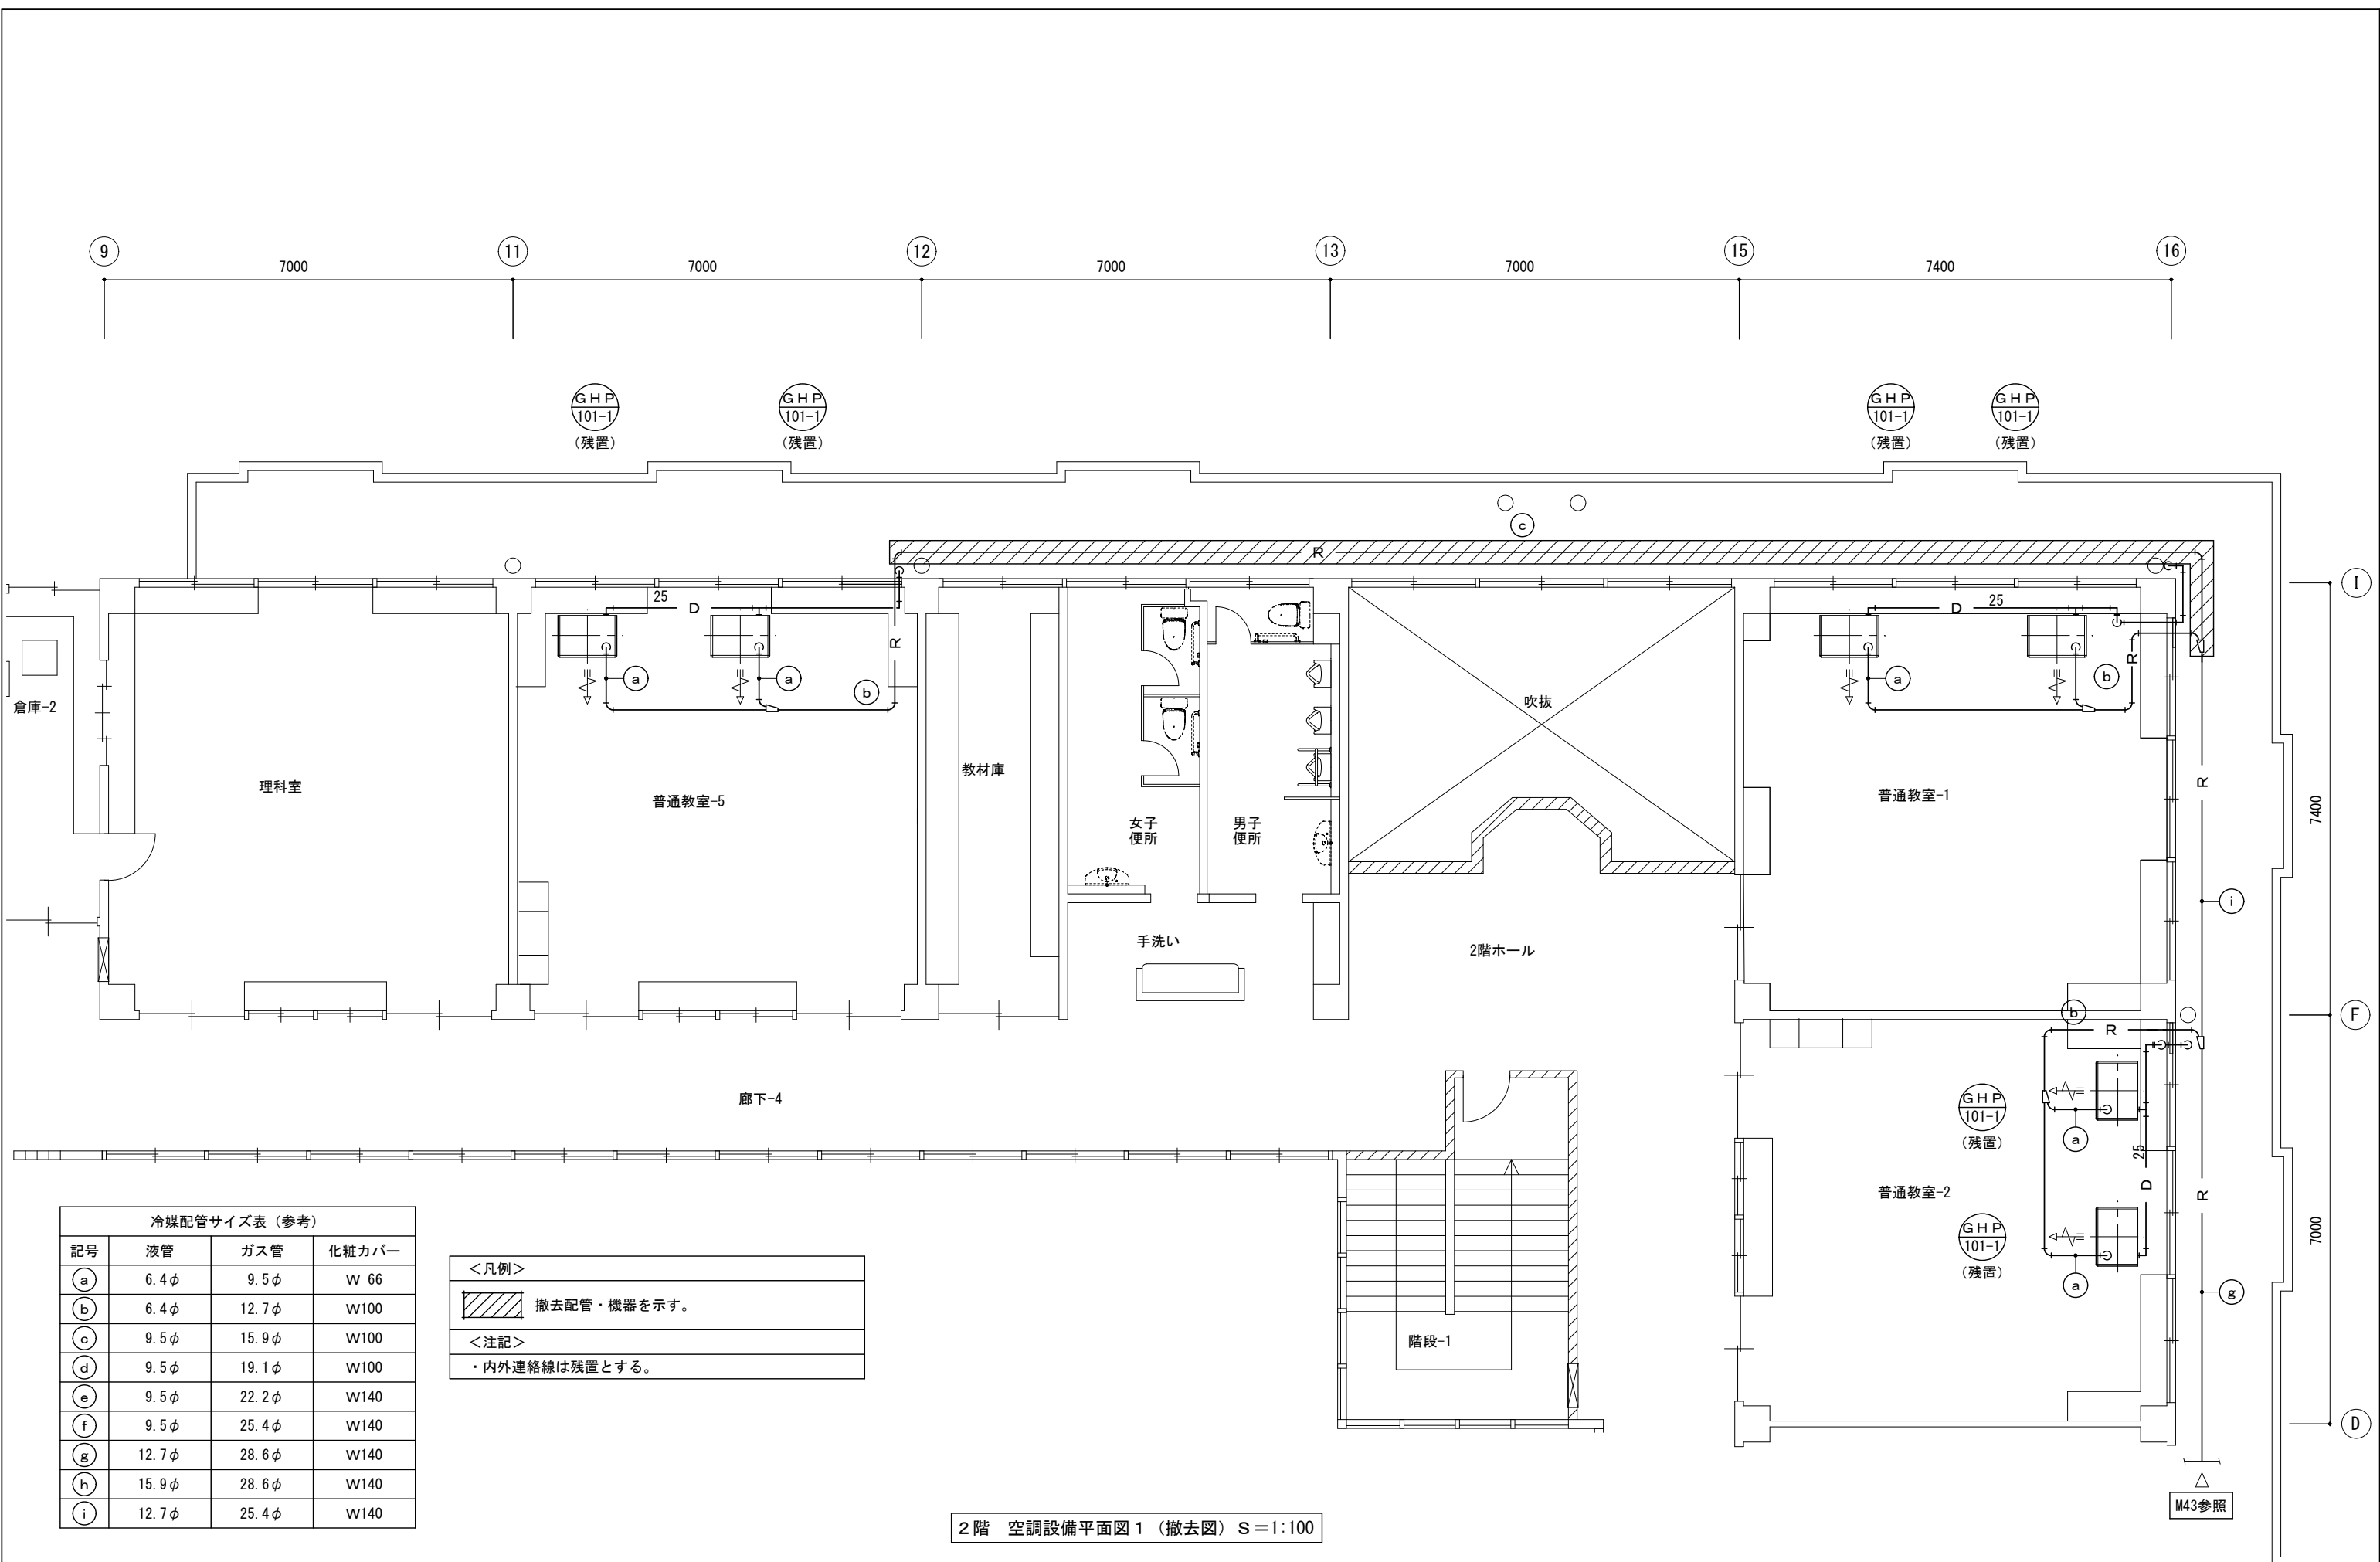 9 11 12 13 15 16
7000 7000 7000 7000 7400
GHP
101-1
(残置)
GHP
101-1
(残置)
GHP
101-1
(残置)
GHP
101-1
(残置)
c
R
I
25
D
D
25
R
R
a
a
b
a
b
倉庫-2
吹抜
理科室
普通教室-5
教材庫
女子
便所
男子
便所
普通教室-1
R
7400
i
手洗い
2階ホール
b
F
R
廊下-4
GHP
101-1
(残置)
a
25
D
普通教室-2
R
GHP
101-1
(残置)
7000
a
g
階段-1
D
M43参照
冷媒配管サイズ表（参考）
記号 液管 ガス管 化粧カバー
a 6.4φ 9.5φ W 66
b 6.4φ 12.7φ W100
c 9.5φ 15.9φ W100
d 9.5φ 19.1φ W100
e 9.5φ 22.2φ W140
f 9.5φ 25.4φ W140
g 12.7φ 28.6φ W140
h 15.9φ 28.6φ W140
i 12.7φ 25.4φ W140
＜凡例＞
撤去配管・機器を示す。
＜注記＞
・内外連絡線は残置とする。
２階　空調設備平面図１（撤去図）Ｓ＝1:100